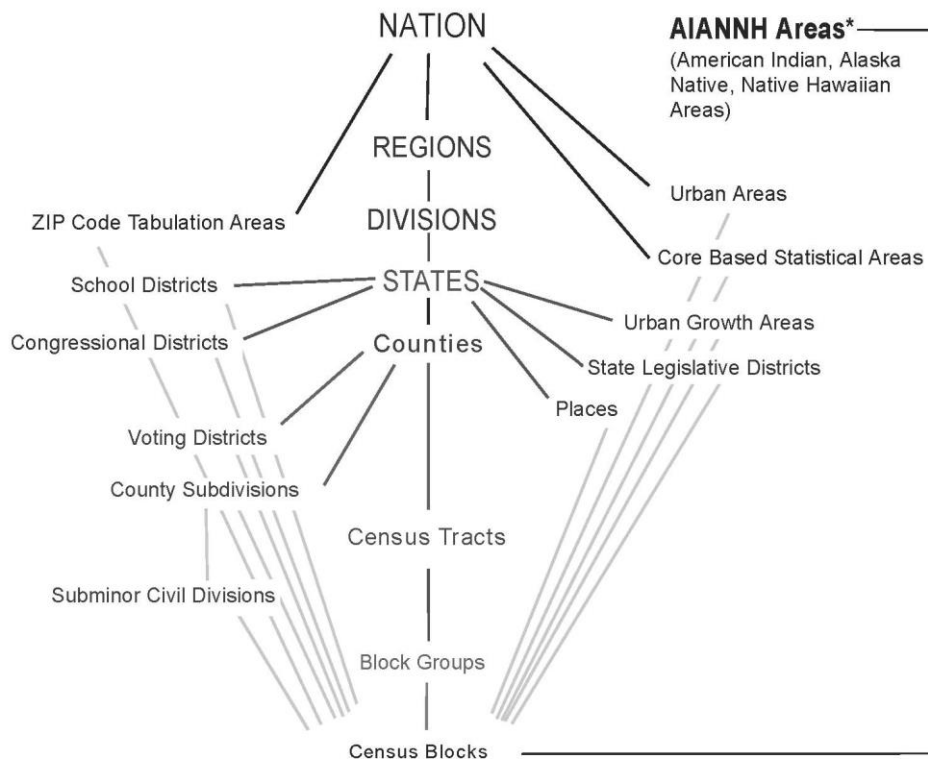 NATION
AIANNH Areas*
(American Indian, Alaska
Native, Native Hawaiian
Areas)
REGIONS
Urban Areas
ZIP Code Tabulation Areas
DIVISIONS
Core Based Statistical Areas
School Districts
STATES
Urban Growth Areas
Congressional Districts
Counties
State Legislative Districts
Places
Voting Districts
County Subdivisions
Census Tracts
Subminor Civil Divisions
Block Groups
Census Blocks